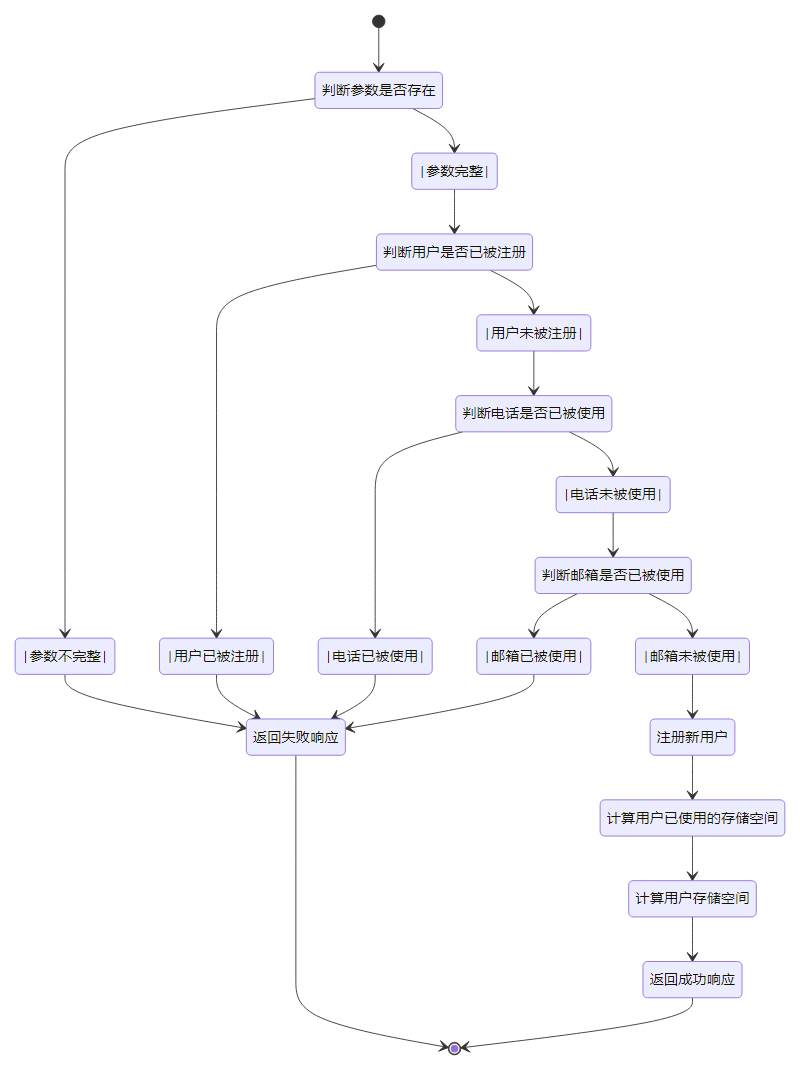 判断参数是否存在
|参数完整|
判断用户是否已被注册
|用户未被注册|
判断电话是否已被使用
|电话未被使用|
判断邮箱是否已被使用
|参数不完整|
|用户已被注册|
|电话已被使用|
|邮箱已被使用|
|邮箱未被使用|
返回失败响应
注册新用户
计算用户已使用的存储空间
计算用户存储空间
返回成功响应